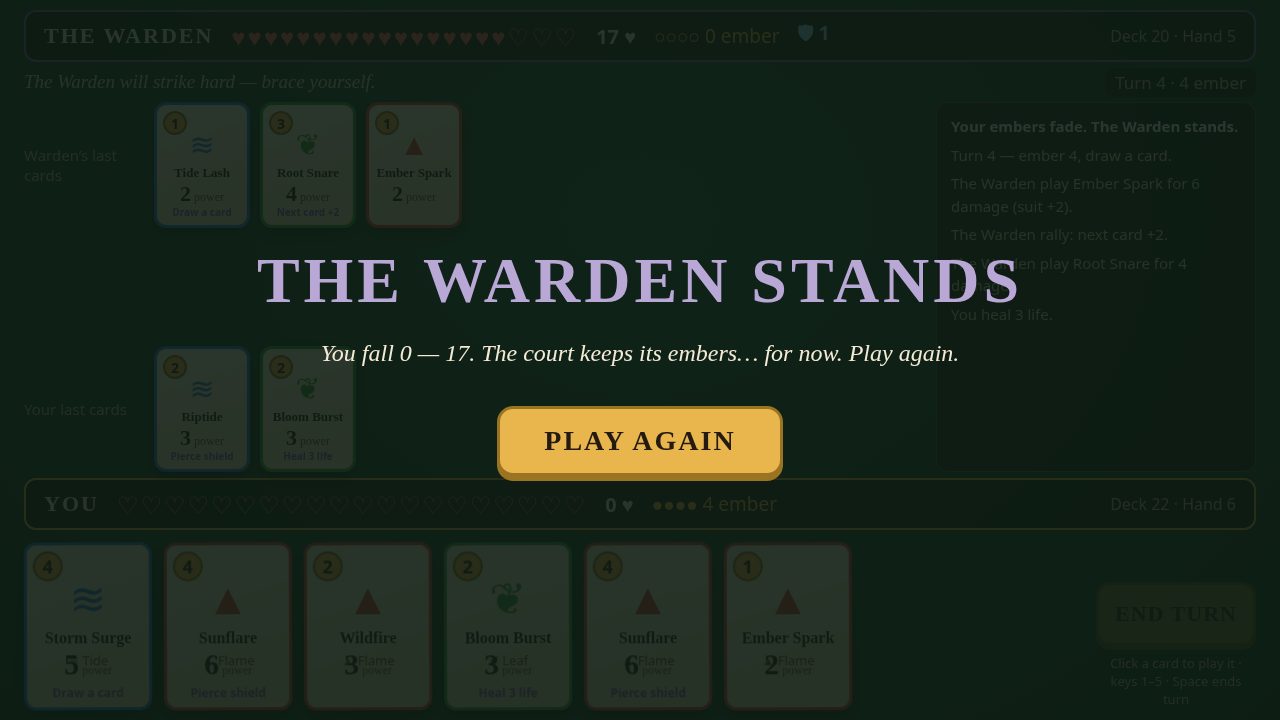 THE WARDEN ♥♥♥♥♥♥♥♥♥♥♥♥♥♥♥♥♥♡♡♡ 17 ♥ ○○○○ 0 ember 🛡 1 Deck 20 · Hand 5
The Warden will strike hard — brace yourself.
Turn 4 · 4 ember
Warden's last
cards
1
Tide Lash
2 power
Draw a card
3
Root Snare
4 power
Next card +2
1
Ember Spark
2 power
Your embers fade. The Warden stands.
Turn 4 — ember 4, draw a card.
The Warden play Ember Spark for 6
damage (suit +2).
The Warden rally: next card +2.
The Warden play Root Snare for 4
damage.
You heal 3 life.
THE WARDEN STANDS
You fall 0 — 17. The court keeps its embers… for now. Play again.
PLAY AGAIN
Your last cards
2
Riptide
3 power
Pierce shield
2
Bloom Burst
3 power
Heal 3 life
YOU ♡♡♡♡♡♡♡♡♡♡♡♡♡♡♡♡♡♡♡♡ 0 ♥ ●●●● 4 ember Deck 22 · Hand 6
4
Storm Surge
5 Tide
power
Draw a card
4
Sunflare
6 Flame
power
Pierce shield
2
Wildfire
3 Flame
power
2
Bloom Burst
3 Leaf
power
Heal 3 life
4
Sunflare
6 Flame
power
Pierce shield
1
Ember Spark
2 Flame
power
END TURN
Click a card to play it ·
keys 1–5 · Space ends
turn